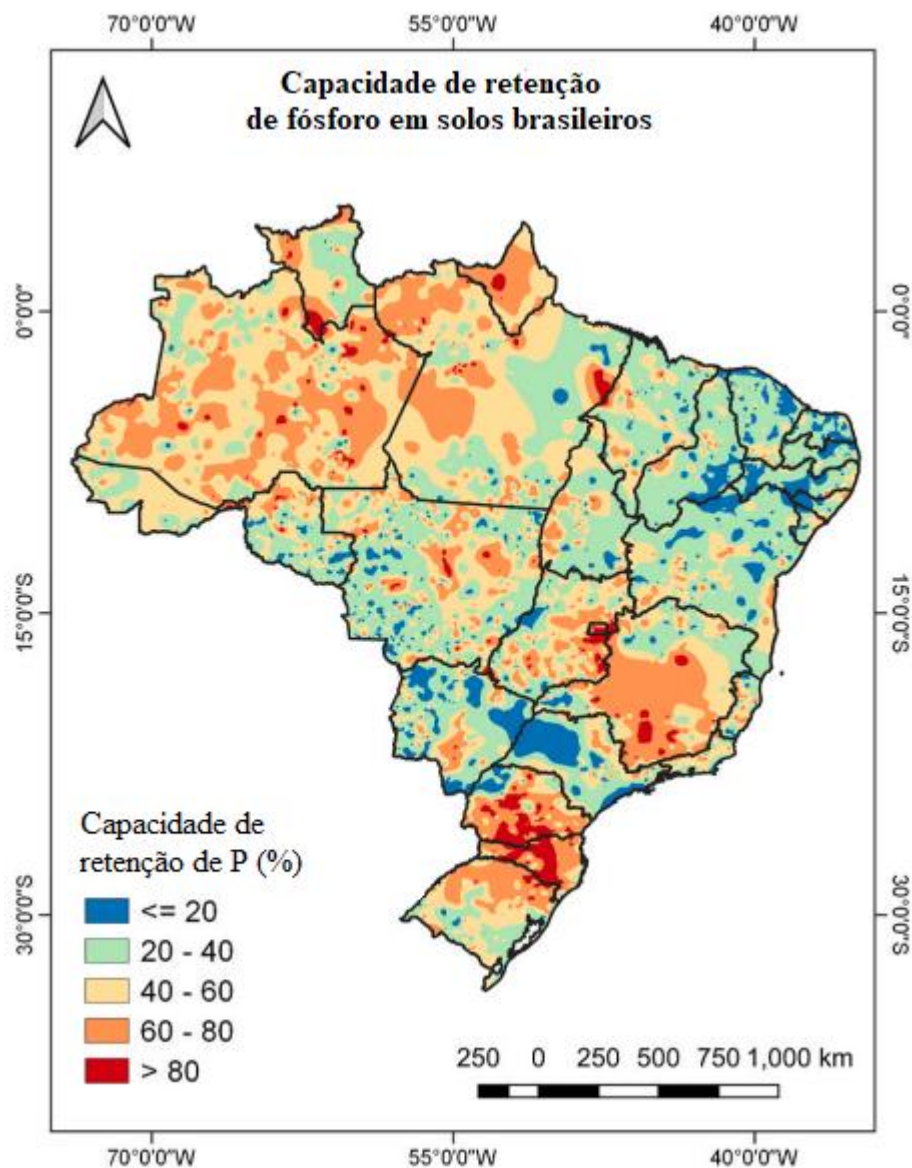 70°0'0"W 55°0'0"W 40°0'0"W
Capacidade de retenção
de fósforo em solos brasileiros
0°0'0"
0°0'0"
15°0'0"S
15°0'0"S
30°0'0"S
30°0'0"S
Capacidade de
retenção de P (%)
<= 20
20 - 40
40 - 60
60 - 80
> 80
250 0 250 500 750 1,000 km
70°0'0"W 55°0'0"W 40°0'0"W